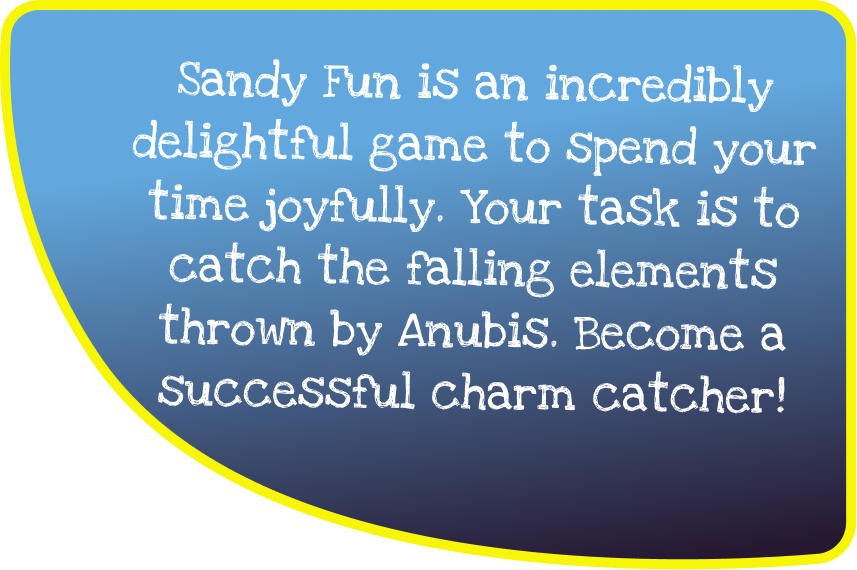 Sandy Fun is an incredibly
delightful game to spend your
time joyfully. Your task is to
catch the falling elements
thrown by Anubis. Become a
successful charm catcher!